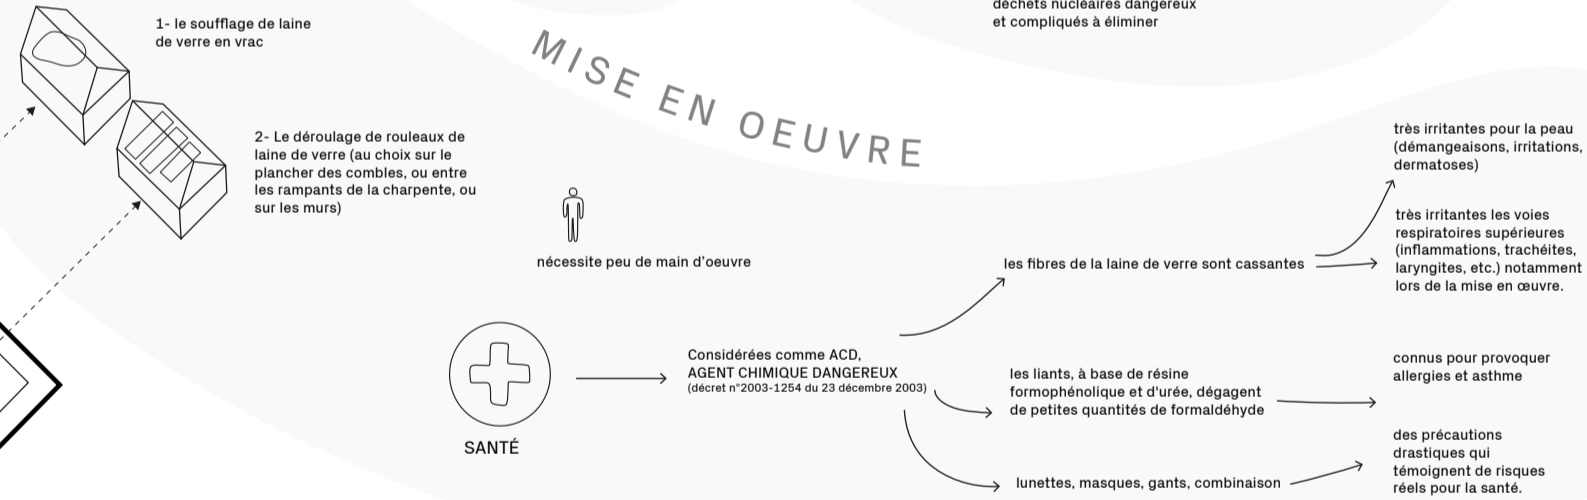 déchets nucléaires dangereux
et compliqués à éliminer
1- le soufflage de laine
de verre en vrac
MISE EN OEUVRE
2- Le déroulage de rouleaux de
laine de verre (au choix sur le
plancher des combles, ou entre
les rampants de la charpente, ou
sur les murs)
nécessite peu de main d'oeuvre
SANTÉ
Considérées comme ACD,
AGENT CHIMIQUE DANGEREUX
(décret n°2003-1254 du 23 décembre 2003)
les fibres de la laine de verre sont cassantes
très irritantes pour la peau
(démangeaisons, irritations,
dermatoses)
très irritantes les voies
respiratoires supérieures
(inflammations, trachéites,
laryngites, etc.) notamment
lors de la mise en œuvre.
les liants, à base de résine
formophénolique et d'urée, dégagent
de petites quantités de formaldéhyde
connus pour provoquer
allergies et asthme
lunettes, masques, gants, combinaison
des précautions
drastiques qui
témoignent de risques
réels pour la santé.